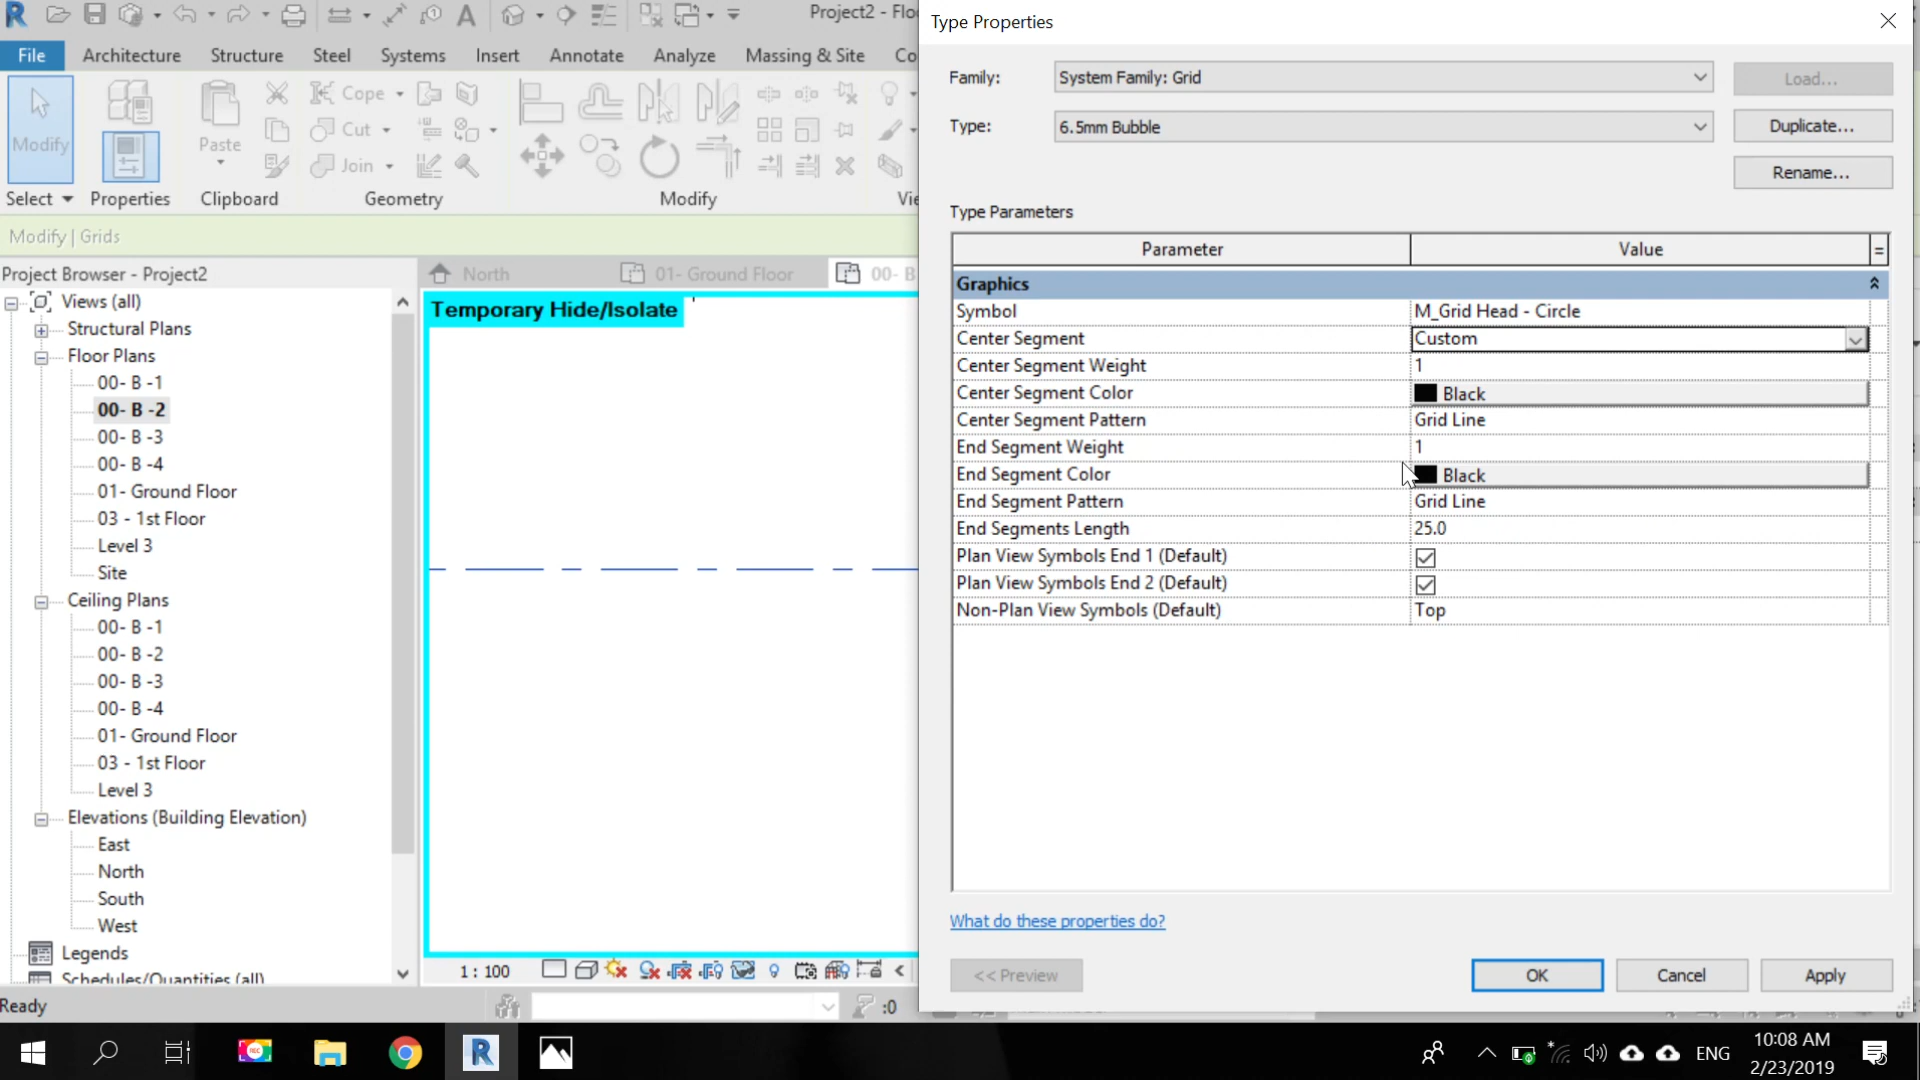 Project2 - Floo
File Architecture Structure Steel Systems Insert Annotate Analyze Massing & Site Co
Modify
Paste
Cope
Cut
Join
Select Properties Clipboard Geometry Modify Vie
Modify | Grids
Project Browser - Project2
Views (all)
Structural Plans
Floor Plans
00- B -1
00- B -2
00- B -3
00- B -4
01- Ground Floor
03 - 1st Floor
Level 3
Site
Ceiling Plans
00- B -1
00- B -2
00- B -3
00- B -4
01- Ground Floor
03 - 1st Floor
Level 3
Elevations (Building Elevation)
East
North
South
West
Legends
Schedules/Quantities (all)
North 01- Ground Floor 00- B
Temporary Hide/Isolate
1 : 100
Ready
:0
Type Properties
Family: System Family: Grid Load...
Type: 6.5mm Bubble Duplicate...
Rename...
Type Parameters
Parameter Value =
Graphics
Symbol M_Grid Head - Circle
Center Segment Custom
Center Segment Weight 1
Center Segment Color Black
Center Segment Pattern Grid Line
End Segment Weight 1
End Segment Color Black
End Segment Pattern Grid Line
End Segments Length 25.0
Plan View Symbols End 1 (Default)
Plan View Symbols End 2 (Default)
Non-Plan View Symbols (Default) Top
What do these properties do?
<< Preview OK Cancel Apply
ENG
10:08 AM
2/23/2019